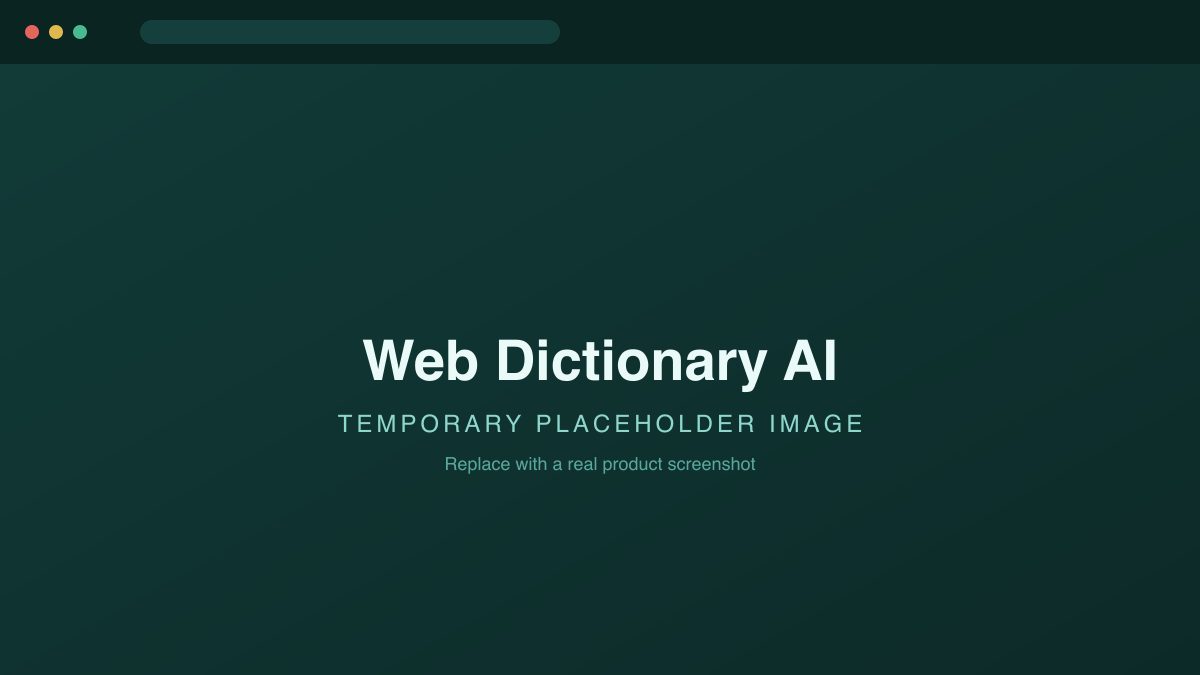 Web Dictionary AI
TEMPORARY PLACEHOLDER IMAGE
Replace with a real product screenshot